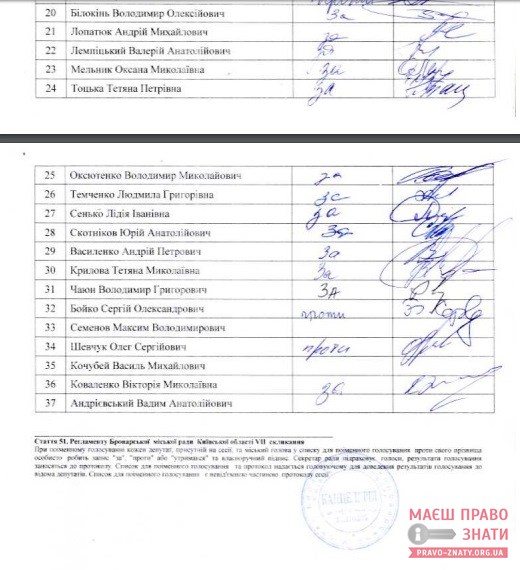 20 Білокінь Володимир Олексійович за
21 Лопатюк Андрій Михайлович за
22 Лемпіцький Валерій Анатолійович за
23 Мельник Оксана Миколаївна за
24 Тоцька Тетяна Петрівна за
25 Оксютенко Володимир Миколайович за
26 Темченко Людмила Григорівна за
27 Сенько Лідія Іванівна за
28 Скотніков Юрій Анатолійович за
29 Василенко Андрій Петрович за
30 Крилова Тетяна Миколаївна за
31 Чаюн Володимир Григорович за
32 Бойко Сергій Олександрович проти
33 Семенов Максим Володимирович
34 Шевчук Олег Сергійович проти
35 Кочубей Василь Михайлович
36 Коваленко Вікторія Миколаївна за
37 Андрієвський Вадим Анатолійович
Стаття 51. Регламенту Броварської міської ради Київської області VII скликання
При поіменному голосуванні кожен депутат, присутній на сесії, та міський голова у списку для поіменного голосування проти свого прізвища
особисто робить запис "за", "проти" або "утримався" та власноручний підпис. Секретар ради підраховує голоси, результати голосування
заносяться до протоколу. Список для поіменного голосування та протокол надається головуючому для доведення результатів голосування до
відома депутатів. Список для поіменного голосування є невід'ємною частиною протоколу сесії.
МАЄШ ПРАВО
ЗНАТИ
PRAVO-ZNATY.ORG.UA